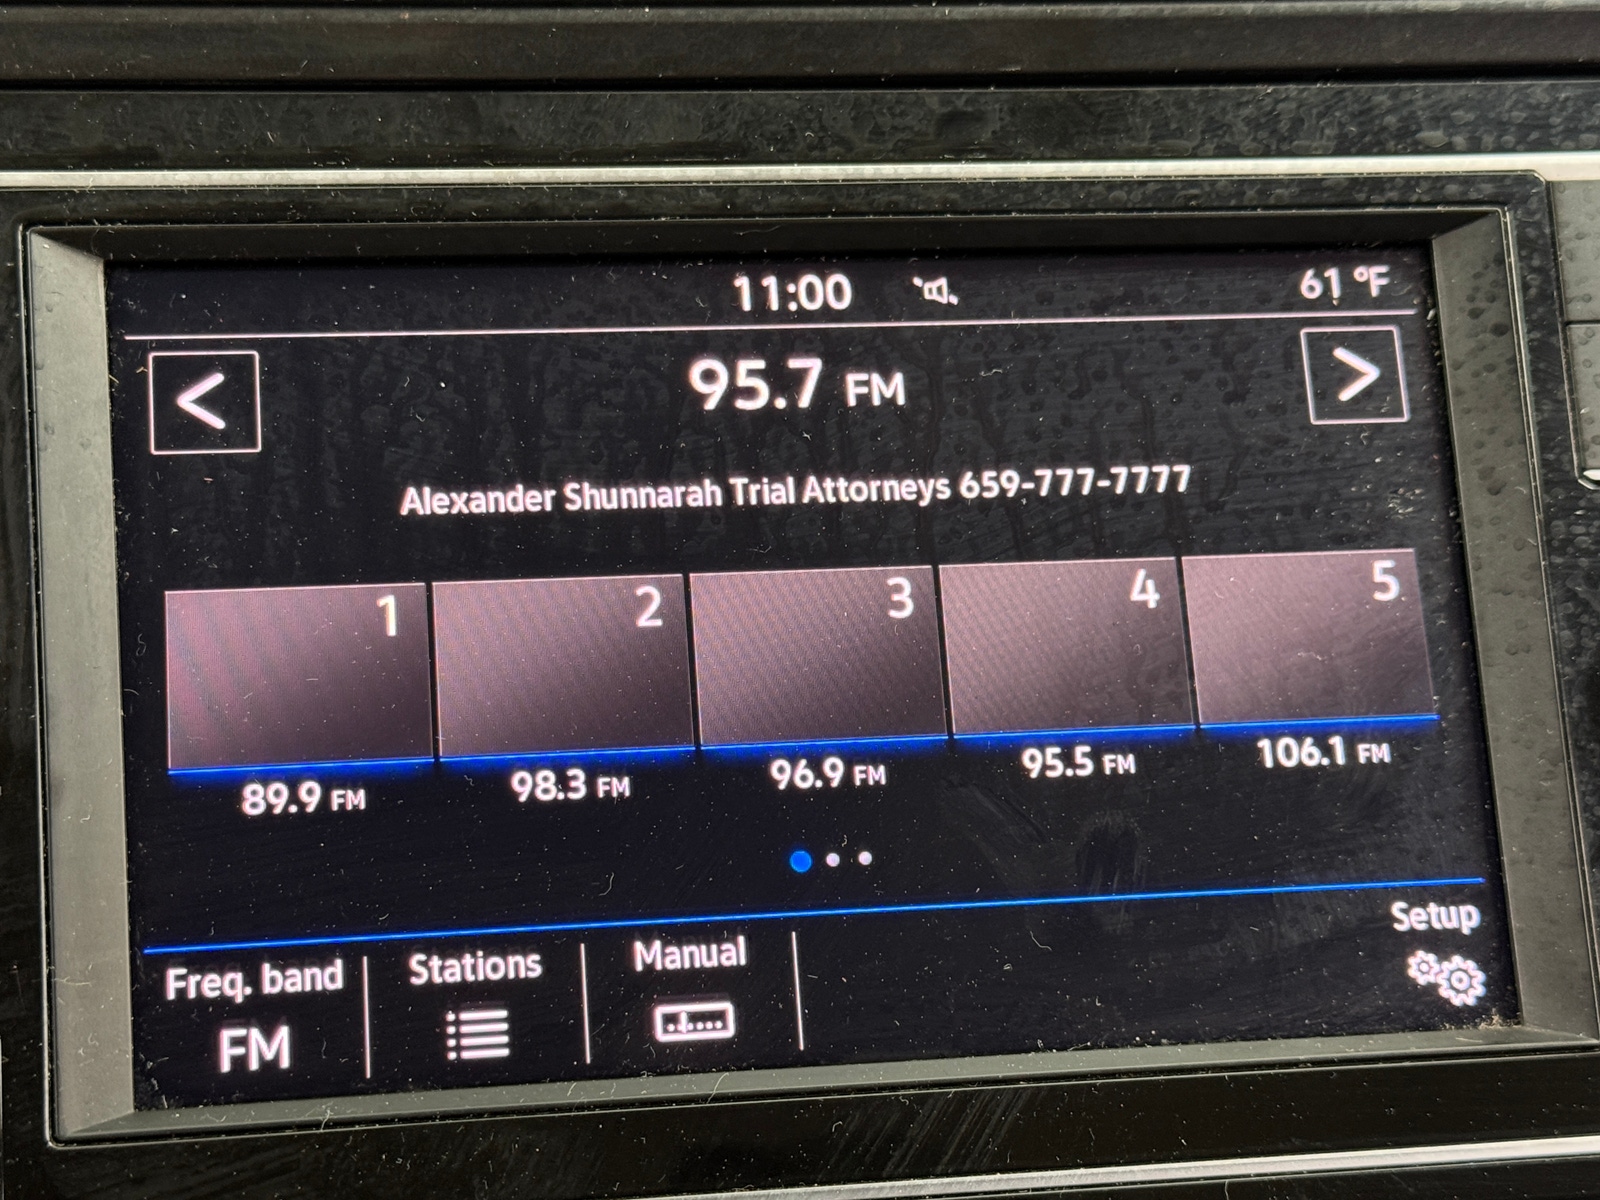 11:00 61 °F
< 95.7 FM >
Alexander Shunnarah Trial Attorneys 659-777-7777
1 2 3 4 5
89.9 FM 98.3 FM 96.9 FM 95.5 FM 106.1 FM
Freq. band Stations Manual Setup
FM